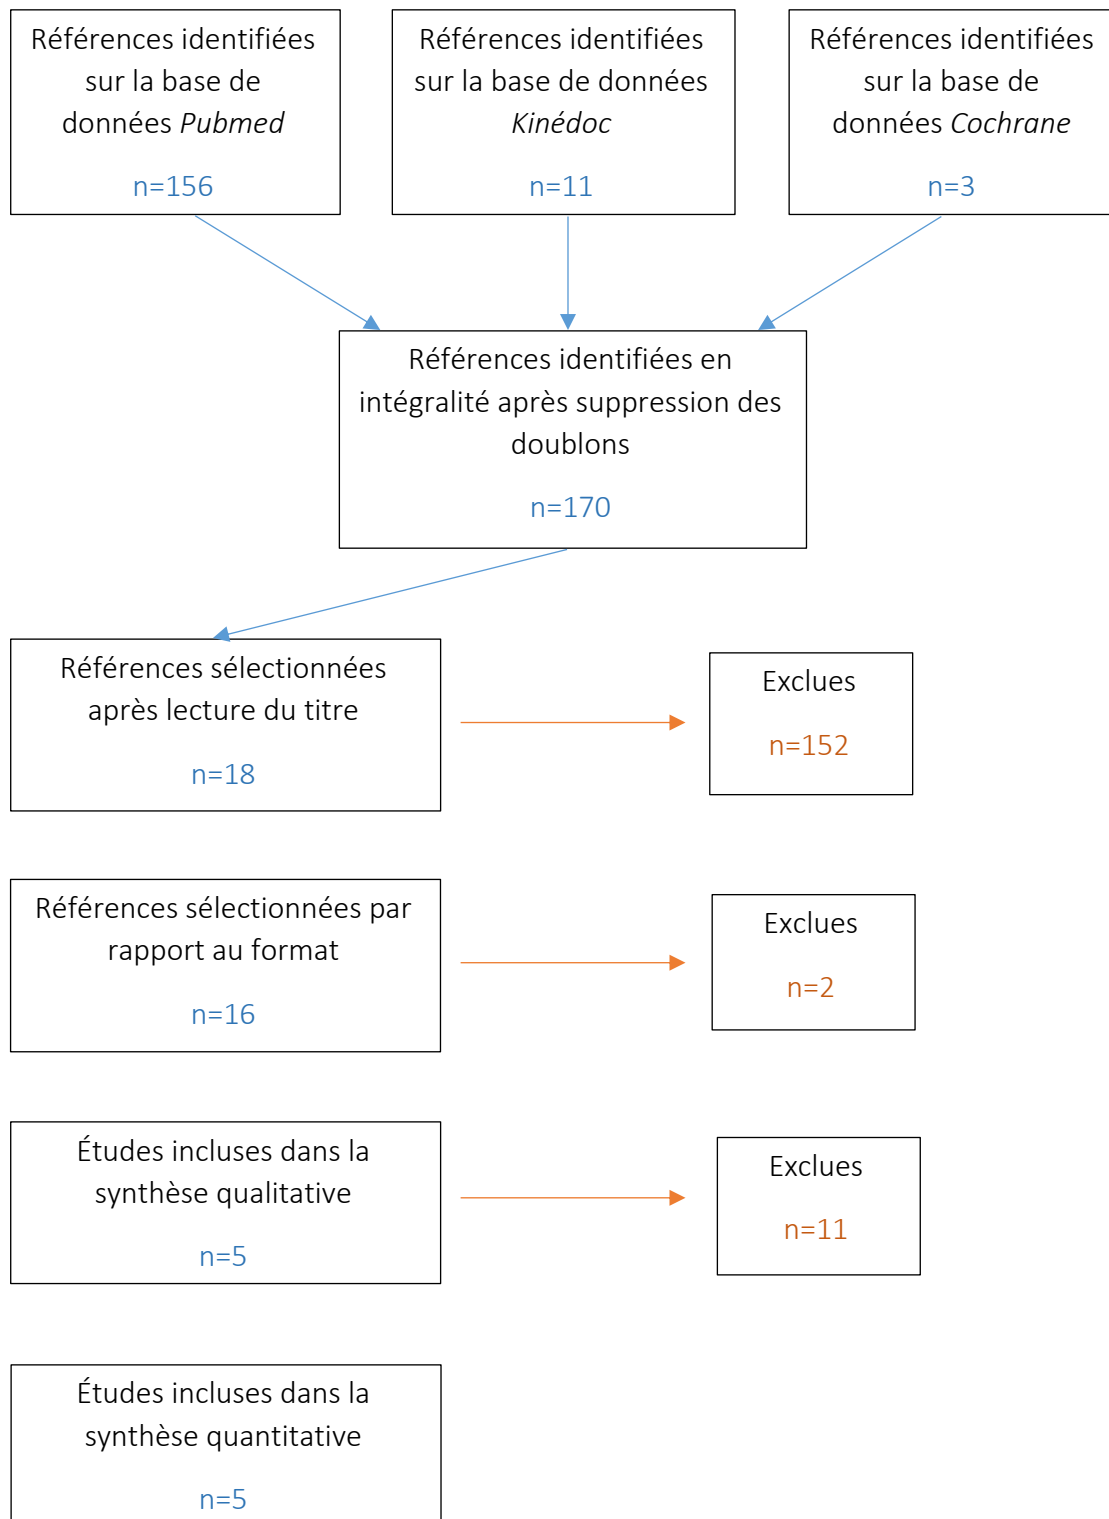 Références identifiées
sur la base de
données Pubmed
n=156
Références identifiées
sur la base de données
Kinédoc
n=11
Références identifiées
sur la base de
données Cochrane
n=3
Références identifiées en
intégralité après suppression des
doublons
n=170
Références sélectionnées
après lecture du titre
n=18
Exclues
n=152
Références sélectionnées par
rapport au format
n=16
Exclues
n=2
Études incluses dans la
synthèse qualitative
n=5
Exclues
n=11
Études incluses dans la
synthèse quantitative
n=5